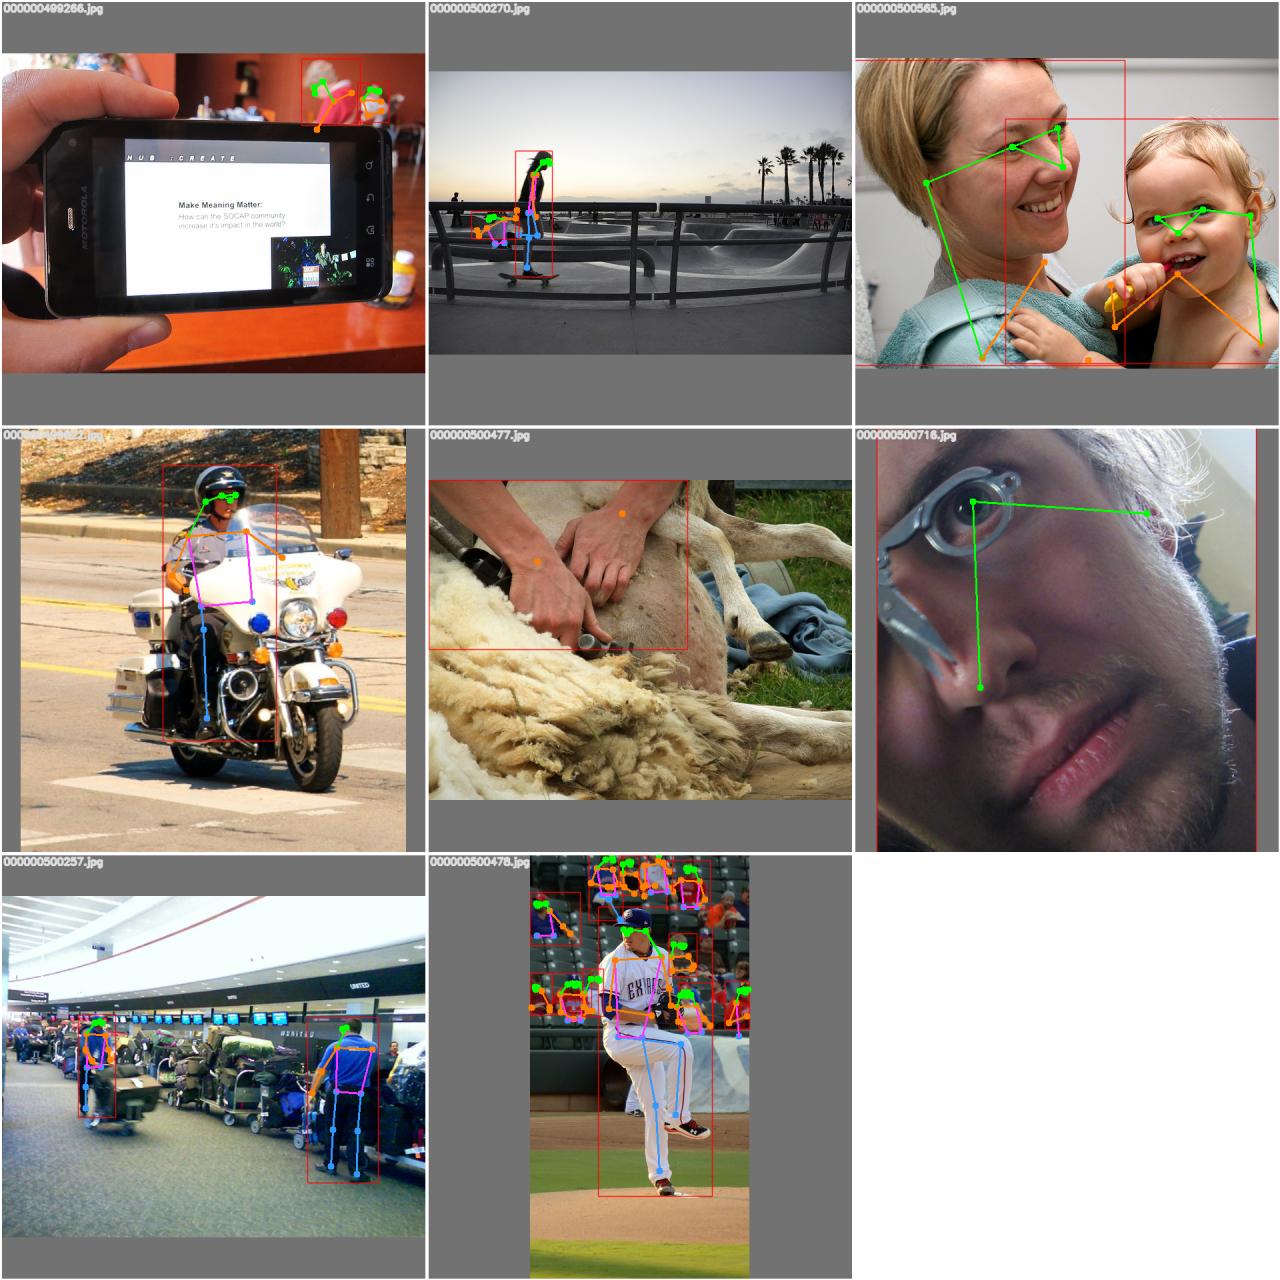 000000499266.jpg
000000500270.jpg
000000500565.jpg
MOTOROLA
HUB :CREATE
Make Meaning Matter:
How can the SOCAP community
increase it's impact in the world?
000000500477.jpg
000000500716.jpg
000000500257.jpg
000000500478.jpg
UNITED
EXPRESS